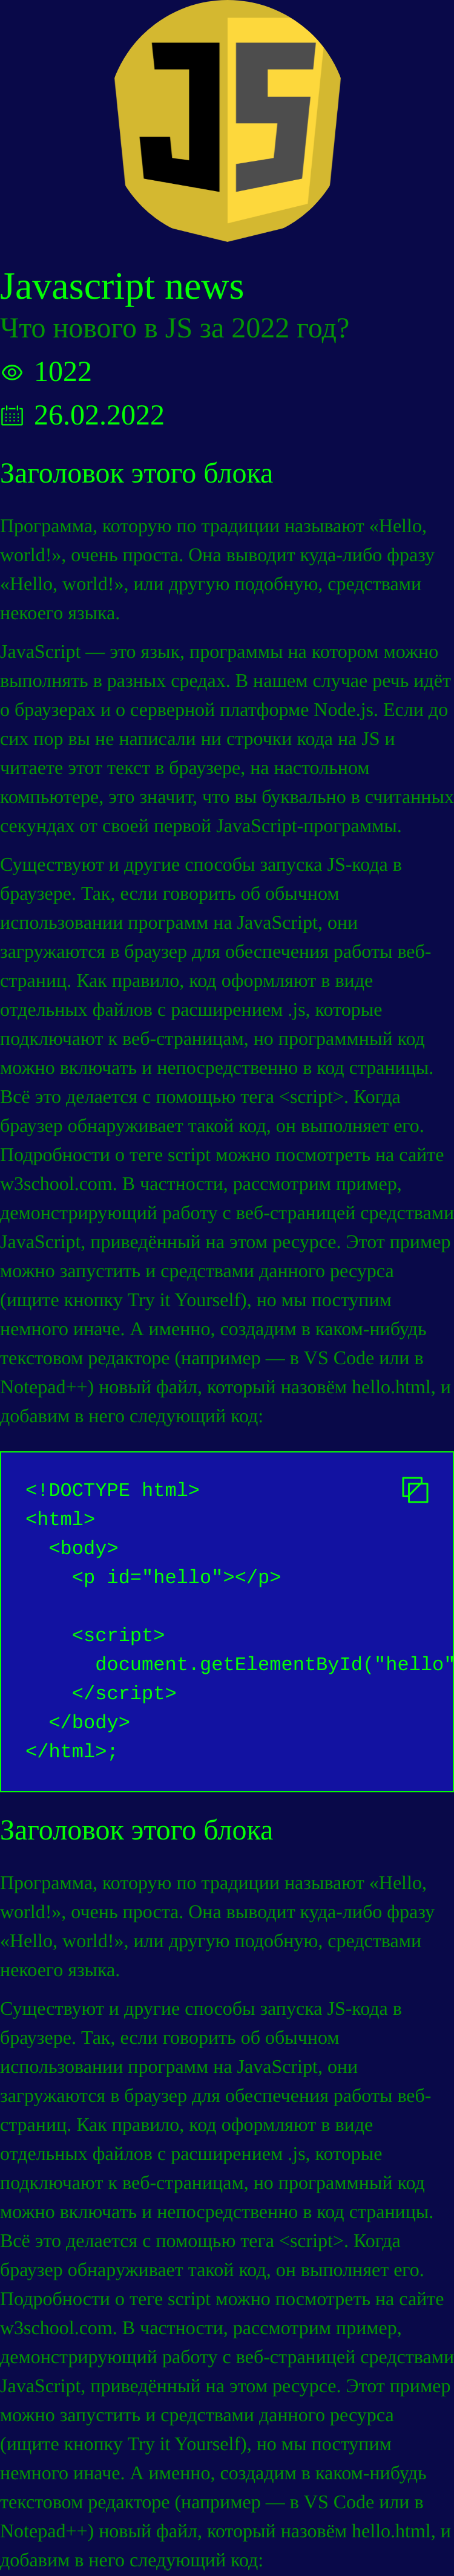 JS
Javascript news
Что нового в JS за 2022 год?
1022
26.02.2022
Заголовок этого блока
Программа, которую по традиции называют «Hello,
world!», очень проста. Она выводит куда-либо фразу
«Hello, world!», или другую подобную, средствами
некоего языка.
JavaScript — это язык, программы на котором можно
выполнять в разных средах. В нашем случае речь идёт
о браузерах и о серверной платформе Node.js. Если до
сих пор вы не написали ни строчки кода на JS и
читаете этот текст в браузере, на настольном
компьютере, это значит, что вы буквально в считанных
секундах от своей первой JavaScript-программы.
Существуют и другие способы запуска JS-кода в
браузере. Так, если говорить об обычном
использовании программ на JavaScript, они
загружаются в браузер для обеспечения работы веб-
страниц. Как правило, код оформляют в виде
отдельных файлов с расширением .js, которые
подключают к веб-страницам, но программный код
можно включать и непосредственно в код страницы.
Всё это делается с помощью тега <script>. Когда
браузер обнаруживает такой код, он выполняет его.
Подробности о теге script можно посмотреть на сайте
w3school.com. В частности, рассмотрим пример,
демонстрирующий работу с веб-страницей средствами
JavaScript, приведённый на этом ресурсе. Этот пример
можно запустить и средствами данного ресурса
(ищите кнопку Try it Yourself), но мы поступим
немного иначе. А именно, создадим в каком-нибудь
текстовом редакторе (например — в VS Code или в
Notepad++) новый файл, который назовём hello.html, и
добавим в него следующий код:
<!DOCTYPE html>
<html>
<body>
<p id="hello"></p>
<script>
document.getElementById("hello"
</script>
</body>
</html>;
Заголовок этого блока
Программа, которую по традиции называют «Hello,
world!», очень проста. Она выводит куда-либо фразу
«Hello, world!», или другую подобную, средствами
некоего языка.
Существуют и другие способы запуска JS-кода в
браузере. Так, если говорить об обычном
использовании программ на JavaScript, они
загружаются в браузер для обеспечения работы веб-
страниц. Как правило, код оформляют в виде
отдельных файлов с расширением .js, которые
подключают к веб-страницам, но программный код
можно включать и непосредственно в код страницы.
Всё это делается с помощью тега <script>. Когда
браузер обнаруживает такой код, он выполняет его.
Подробности о теге script можно посмотреть на сайте
w3school.com. В частности, рассмотрим пример,
демонстрирующий работу с веб-страницей средствами
JavaScript, приведённый на этом ресурсе. Этот пример
можно запустить и средствами данного ресурса
(ищите кнопку Try it Yourself), но мы поступим
немного иначе. А именно, создадим в каком-нибудь
текстовом редакторе (например — в VS Code или в
Notepad++) новый файл, который назовём hello.html, и
добавим в него следующий код: